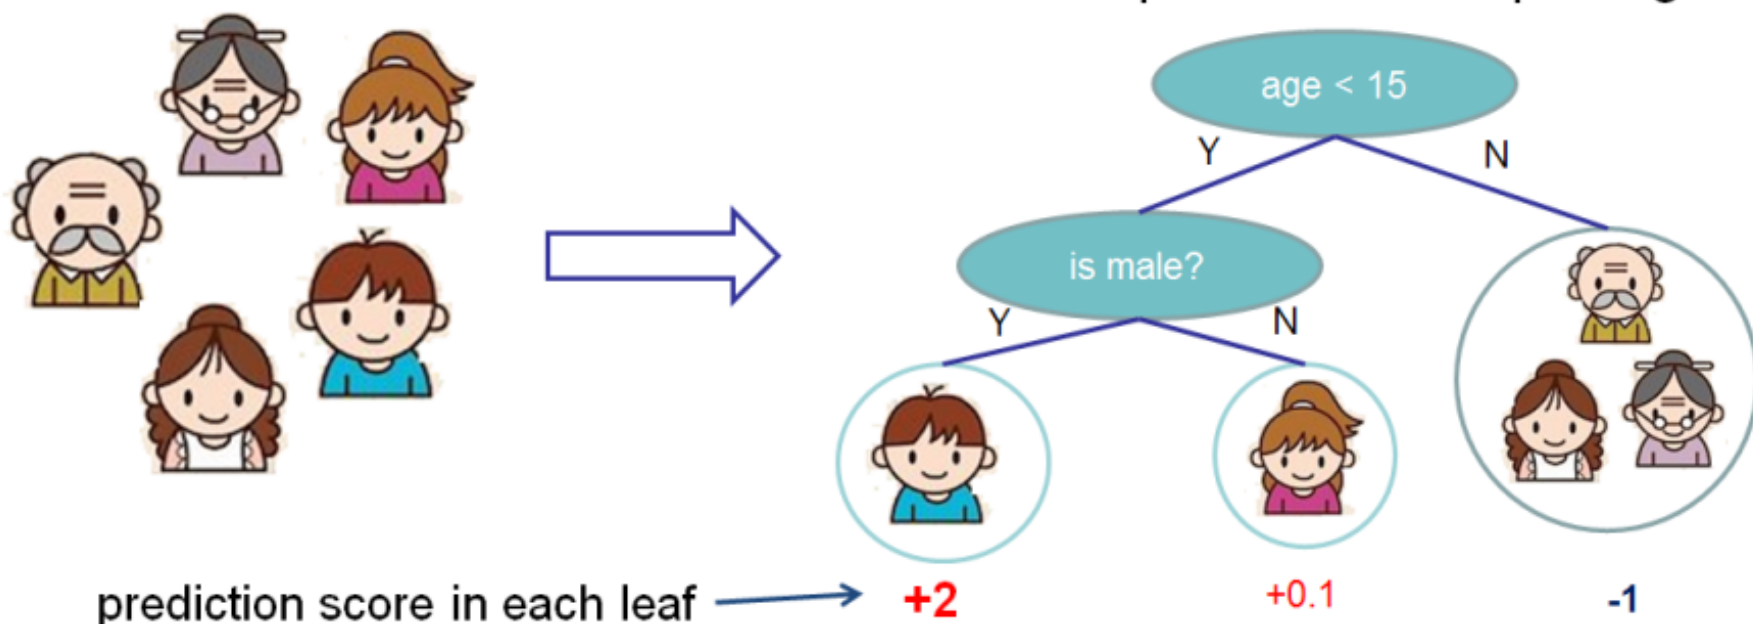 age < 15
Y
N
is male?
Y
N
prediction score in each leaf
+2
+0.1
-1